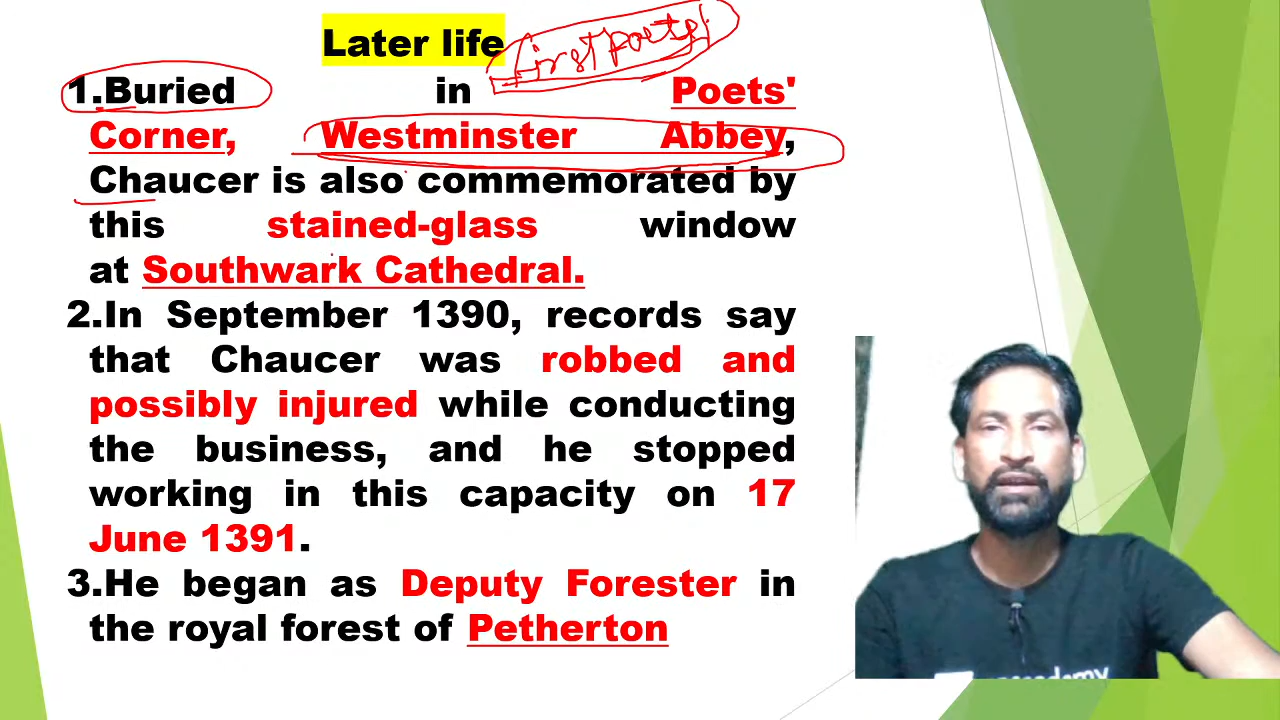 Later life
first poets
1.Buried in Poets'
Corner, Westminster Abbey,
Chaucer is also commemorated by
this stained-glass window
at Southwark Cathedral.
2.In September 1390, records say
that Chaucer was robbed and
possibly injured while conducting
the business, and he stopped
working in this capacity on 17
June 1391.
3.He began as Deputy Forester in
the royal forest of Petherton